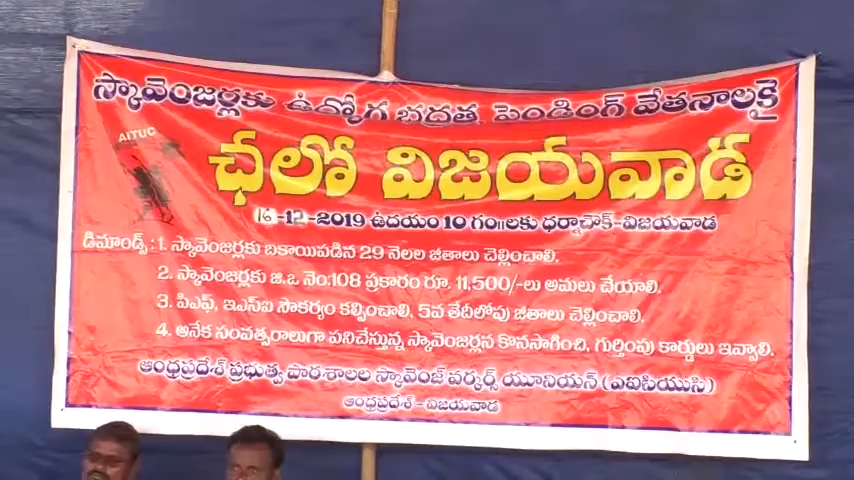 స్కావెంజర్లకు ఉద్యోగ భద్రత, పెండింగ్ వేతనాలకై
AITUC
ఛలో విజయవాడ
16-12-2019 ఉదయం 10 గం॥లకు ధర్నాచౌక్-విజయవాడ
డిమాండ్స్ : 1. స్కావెంజర్లకు బకాయిపడిన 29 నెలల జీతాలు చెల్లించాలి.
2. స్కావెంజర్లకు జి.ఒ నెం:108 ప్రకారం రూ. 11,500/-లు అమలు చేయాలి.
3. పిఎఫ్, ఇఎస్ఐ సౌకర్యం కల్పించాలి, 5వ తేదీలోపు జీతాలు చెల్లించాలి.
4. అనేక సంవత్సరాలుగా పనిచేస్తున్న స్కావెంజర్లన కొనసాగించి, గుర్తింపు కార్డ్లులు ఇవ్వాలి.
ఆంధ్రప్రదేశ్ ప్రభుత్వ పాఠశాలల స్కావెంజర్ వర్కర్స్ యూనియన్ (ఏఐసియుసి)
ఆంధ్రప్రదేశ్ - విజయవాడ